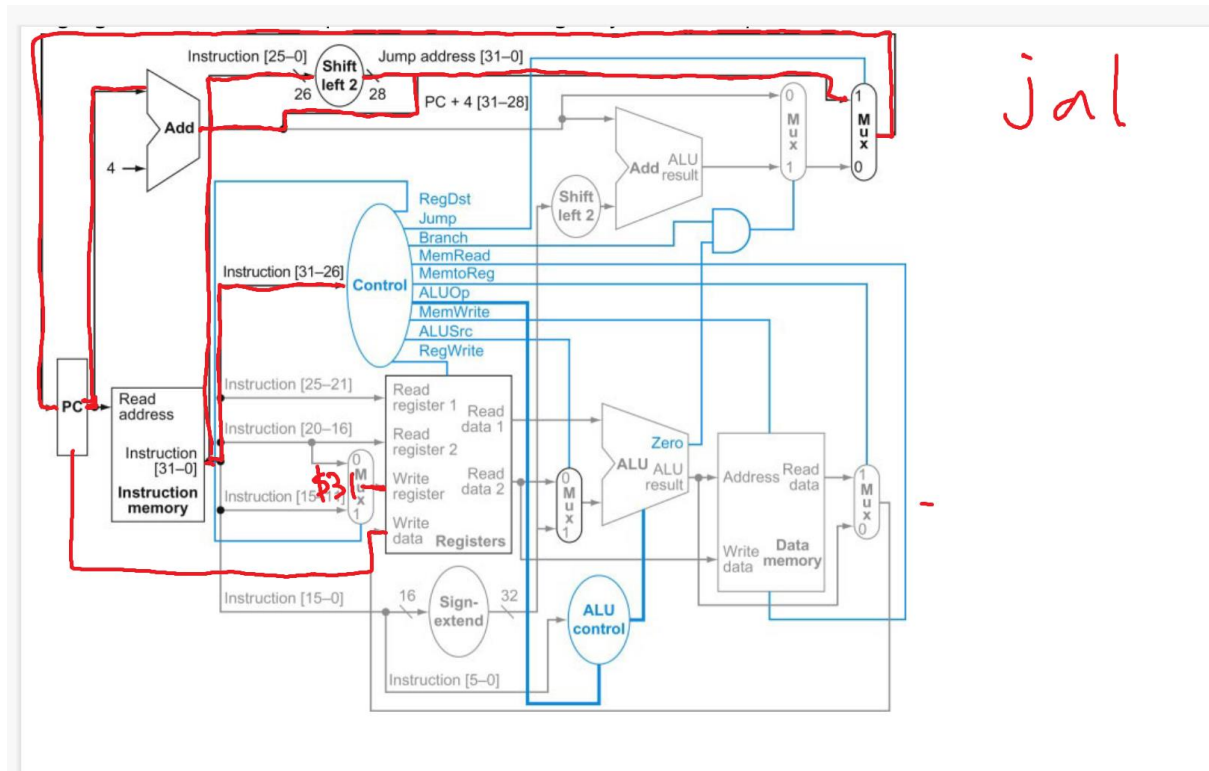 Instruction [25–0]
Shift
left 2
Jump address [31–0]
26
28
PC + 4 [31–28]
jal
Add
4
0
M
u
x
1
1
M
u
x
0
Add
ALU
result
Shift
left 2
RegDst
Jump
Branch
MemRead
MemtoReg
ALUOp
MemWrite
ALUSrc
RegWrite
Instruction [31–26]
Control
PC
Read
address
Instruction
[31–0]
Instruction
memory
Instruction [25–21]
Instruction [20–16]
Instruction [15
0
M
u
x
1
$31
Read
register 1
Read
register 2
Write
register
Write
data
Read
data 1
Read
data 2
Registers
0
M
u
x
1
Zero
ALU
ALU
result
Address
Read
data
Write
data
Data
memory
1
M
u
x
0
Instruction [15–0]
16
Sign-
extend
32
ALU
control
Instruction [5–0]